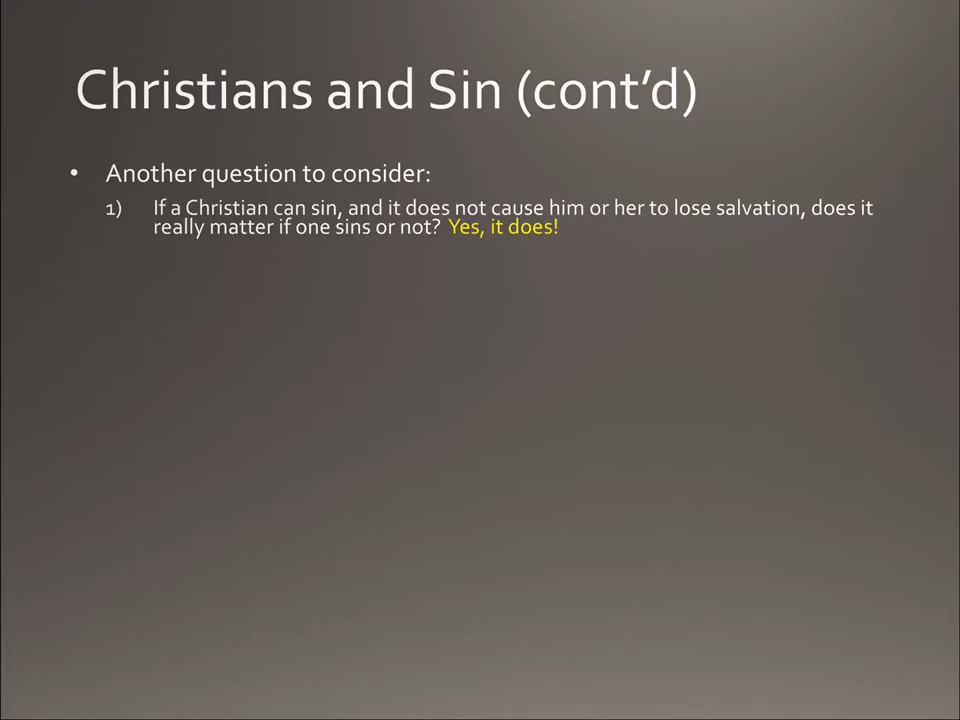 Christians and Sin (cont’d)
• Another question to consider:
1) If a Christian can sin, and it does not cause him or her to lose salvation, does it
really matter if one sins or not? Yes, it does!